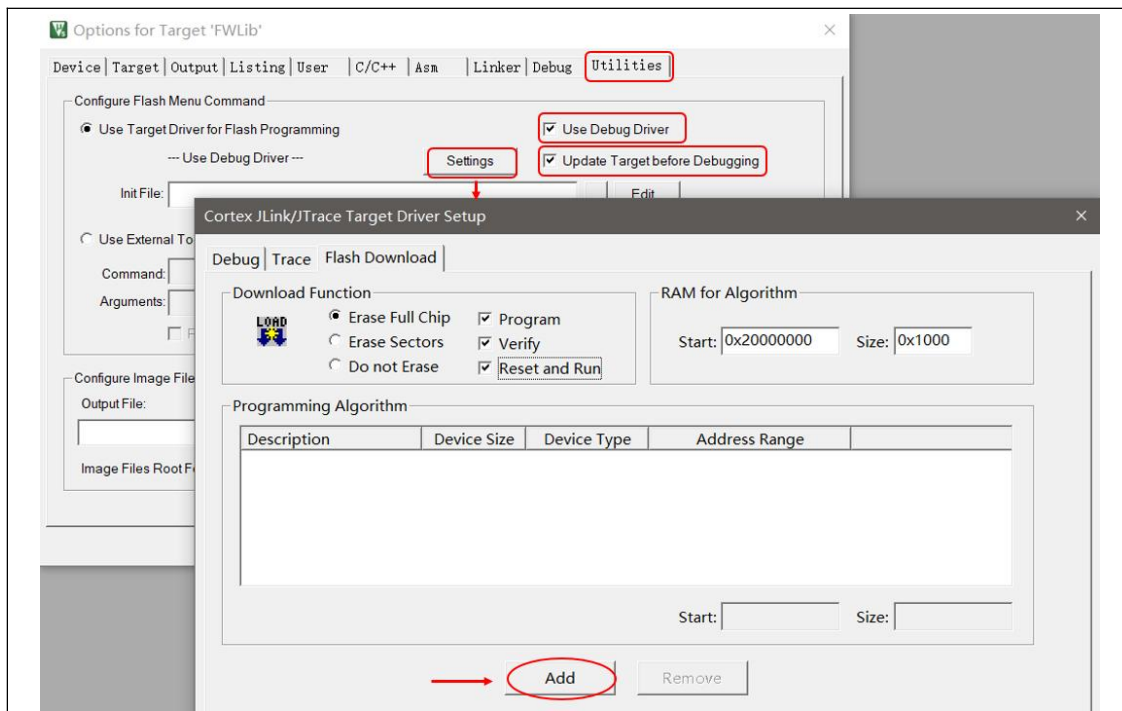 Options for Target 'FWLib'
Device Target Output Listing User C/C++ Asm Linker Debug Utilities
Configure Flash Menu Command
Use Target Driver for Flash Programming
Use Debug Driver
--- Use Debug Driver ---
Settings
Update Target before Debugging
Init File:
Edit
Cortex JLink/JTrace Target Driver Setup
Use External To
Command:
Arguments:
Configure Image File
Output File:
Image Files Root F
Debug Trace Flash Download
Download Function
LOAD
Erase Full Chip
Program
Erase Sectors
Verify
Do not Erase
Reset and Run
RAM for Algorithm
Start: 0x20000000 Size: 0x1000
Programming Algorithm
Description Device Size Device Type Address Range
Start: Size:
Add Remove